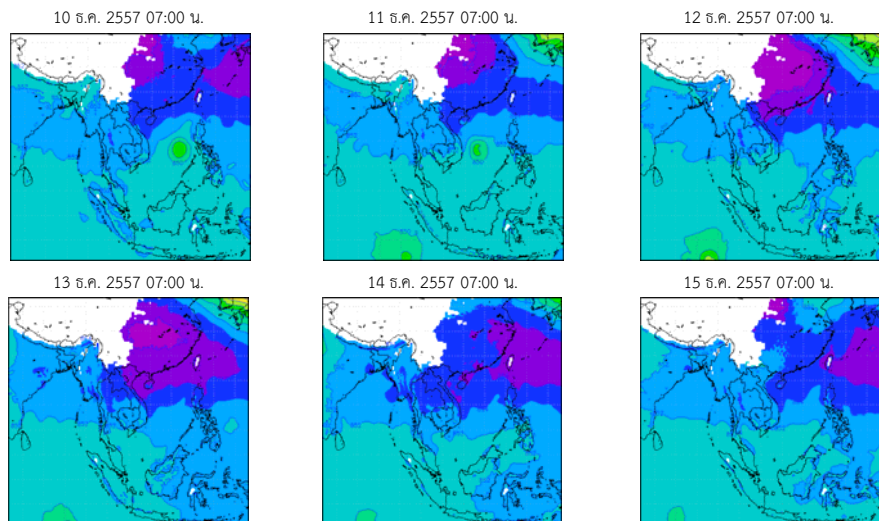 10 ธ.ค. 2557 07:00 น.
11 ธ.ค. 2557 07:00 น.
12 ธ.ค. 2557 07:00 น.
13 ธ.ค. 2557 07:00 น.
14 ธ.ค. 2557 07:00 น.
15 ธ.ค. 2557 07:00 น.